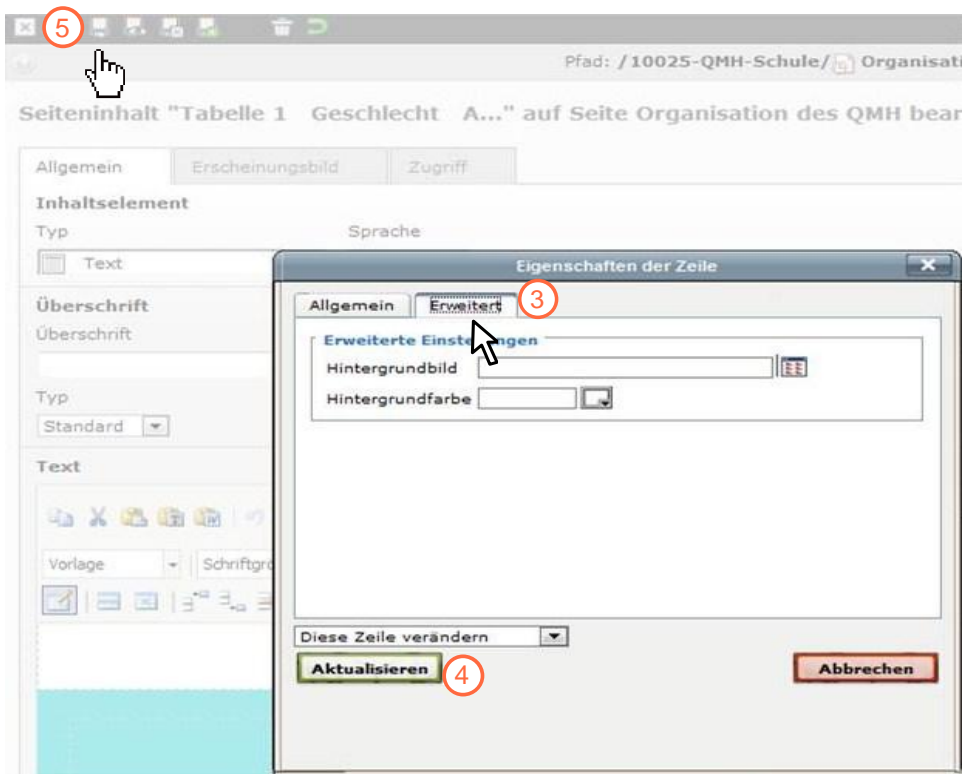 5
Pfad: /10025-QMH-Schule/ Organisati
Seiteninhalt "Tabelle 1 Geschlecht A..." auf Seite Organisation des QMH bear
Allgemein Erscheinungsbild Zugriff
Inhaltselement
Typ Sprache
Text
Eigenschaften der Zeile
Überschrift
Allgemein Erweitert 3
Überschrift
Erweiterte Einstellungen
Hintergrundbild
Typ
Hintergrundfarbe
Standard
Text
Vorlage Schriftgrö
Diese Zeile verändern
Aktualisieren 4 Abbrechen